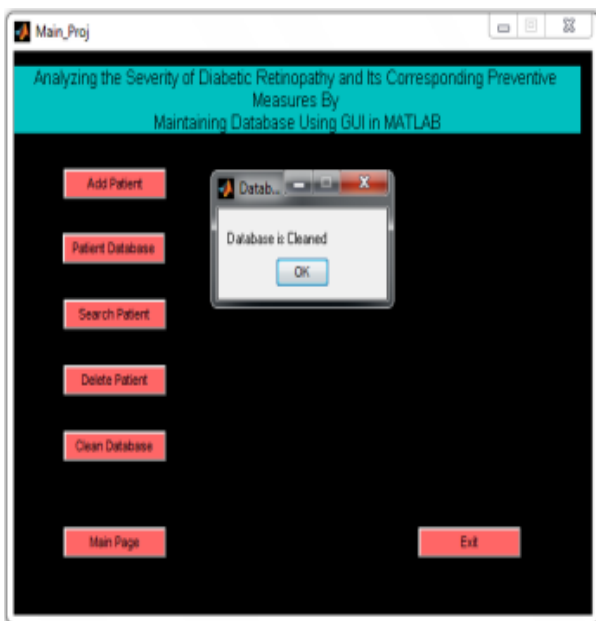 Main_Proj
Analyzing the Severity of Diabetic Retinopathy and Its Corresponding Preventive
Measures By
Maintaining Database Using GUI in MATLAB
Add Patient
Datab...
Database is Cleaned
OK
Patient Database
Search Patient
Delete Patient
Clean Database
Main Page
Exit